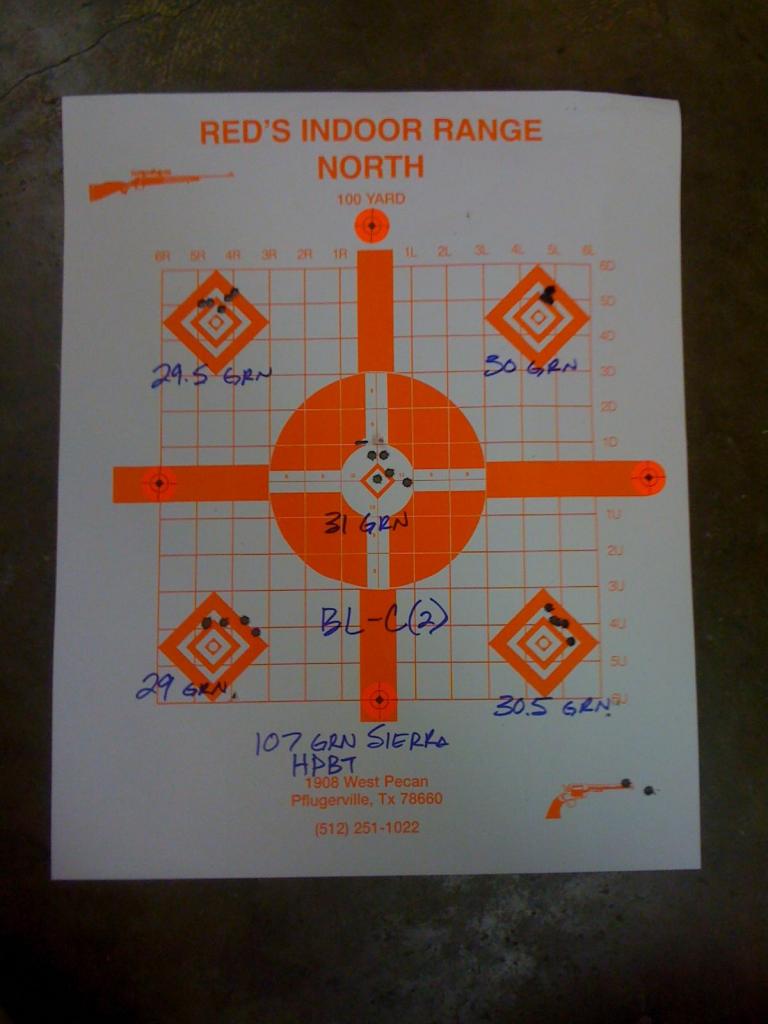 RED'S INDOOR RANGE
NORTH
100 YARD
6R 5R 4R 3R 2R 1R 1L 2L 3L 4L 5L 6L
6D
5D
4D
3D
2D
1D
1U
2U
3U
4U
5U
6U
29.5 GRN
30 GRN
31 GRN
BL-C(2)
29 GRN.
30.5 GRN.
107 GRN SIERRA
HPBT
1908 West Pecan
Pflugerville, Tx 78660
(512) 251-1022